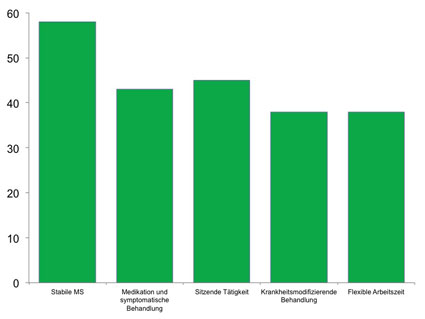 60
50
40
30
20
10
0
Stabile MS
Medikation und
symptomatische
Behandlung
Sitzende Tätigkeit
Krankheitsmodifizierende
Behandlung
Flexible Arbeitszeit